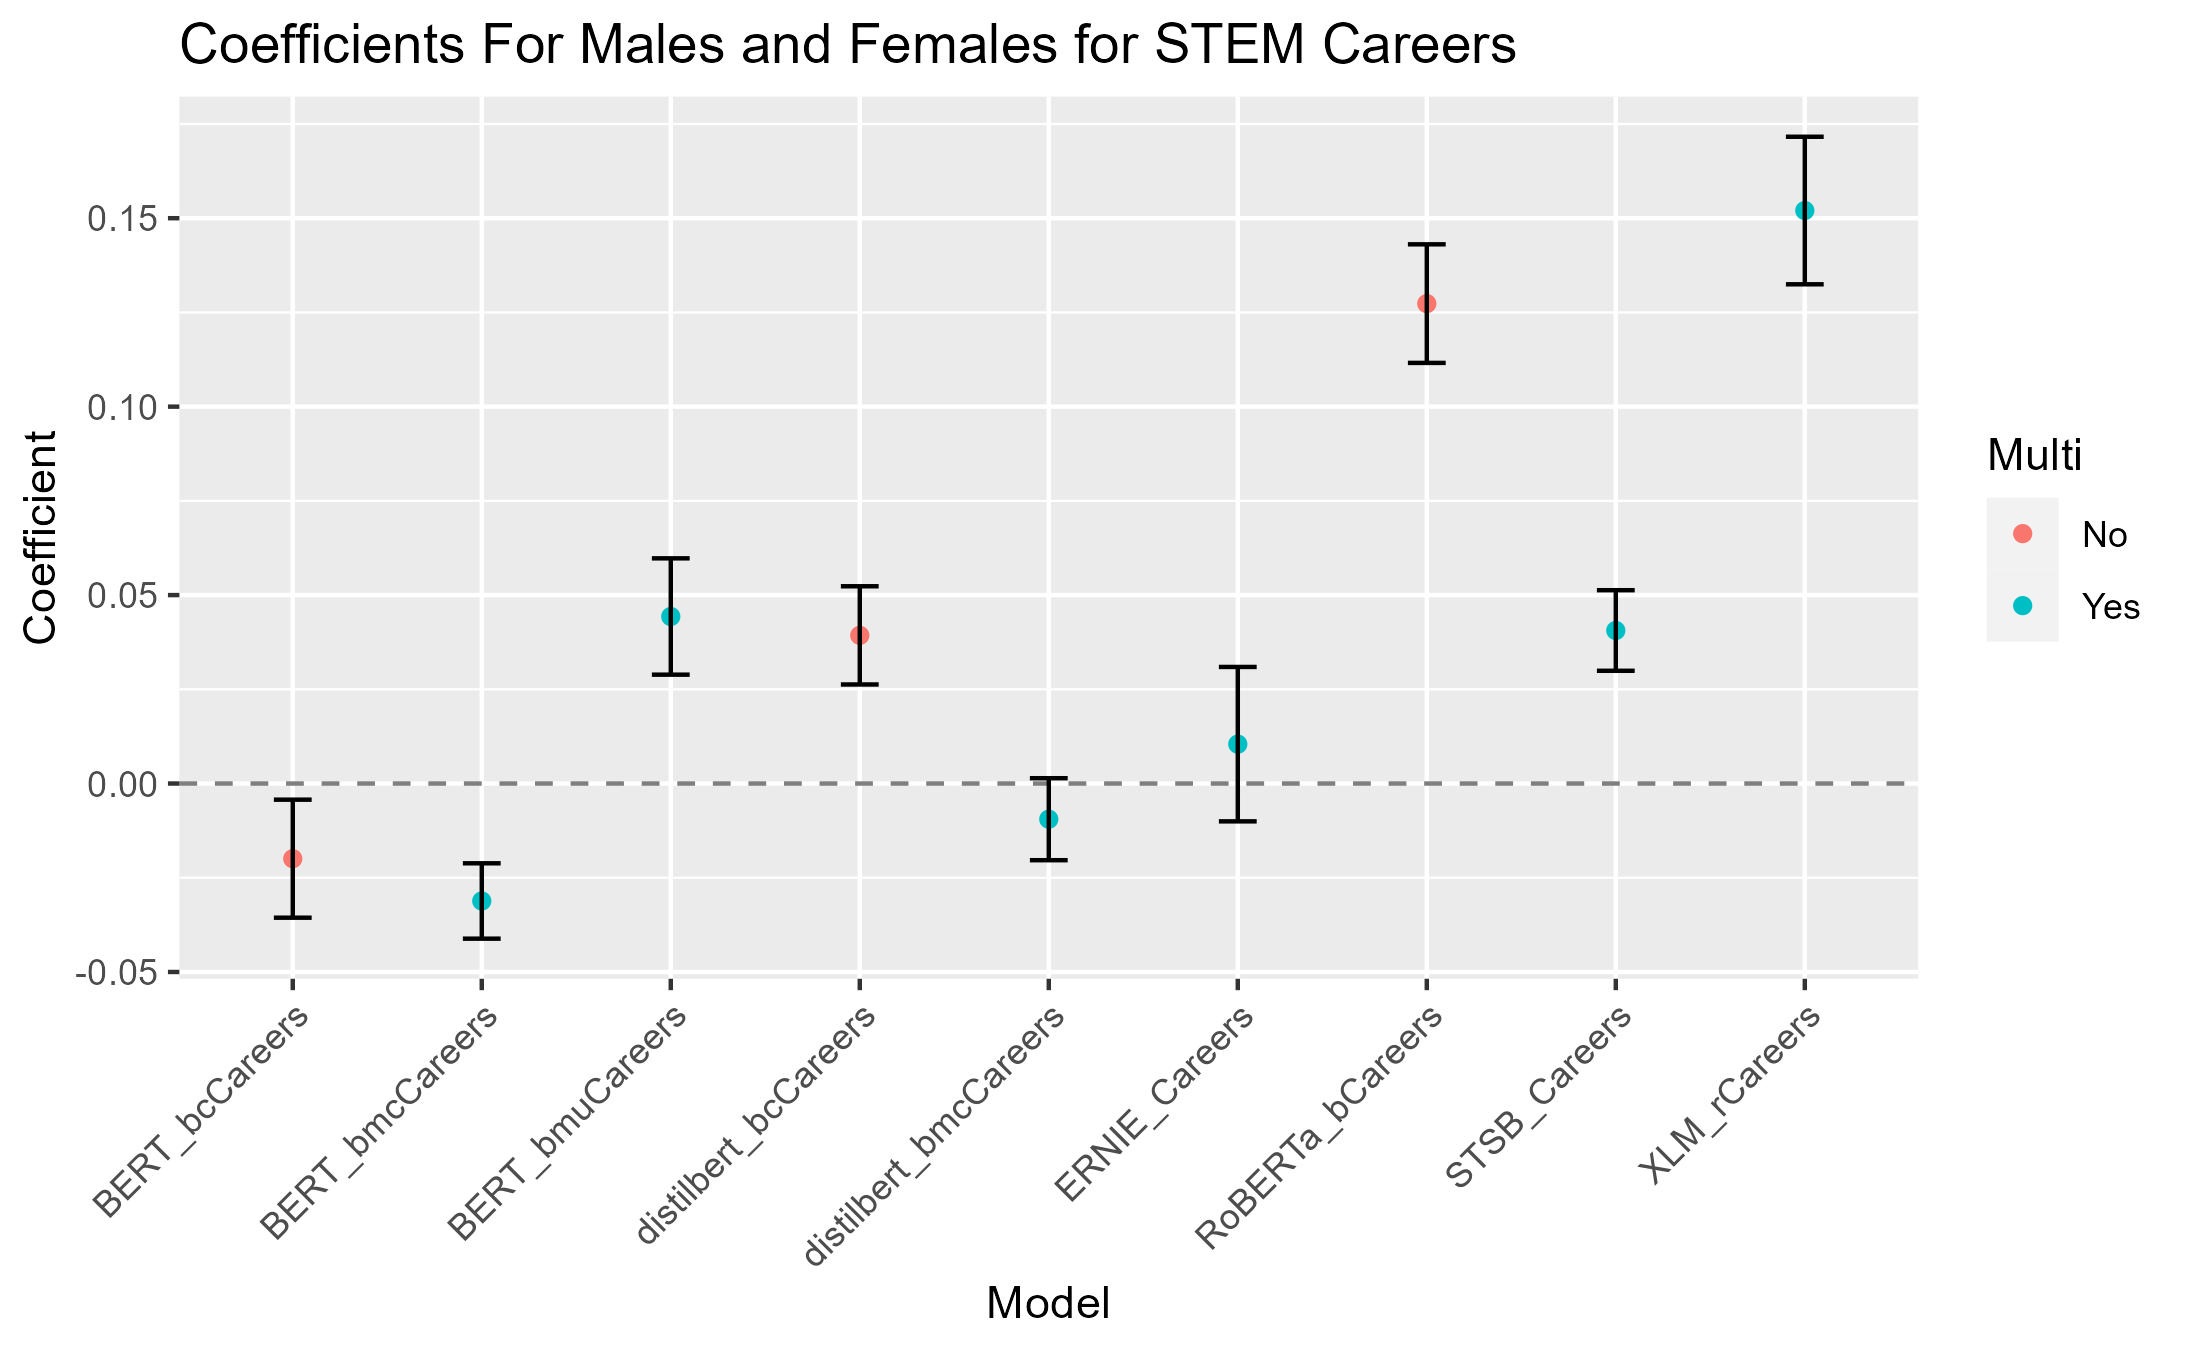 Coefficients For Males and Females for STEM Careers
Coefficient
0.15
0.10
0.05
0.00
-0.05
BERT_bcCareers
BERT_bmcCareers
BERT_bmuCareers
distilbert_bcCareers
distilbert_bmcCareers
ERNIE_Careers
RoBERTa_bCareers
STSB_Careers
XLM_rCareers
Model
Multi
No
Yes